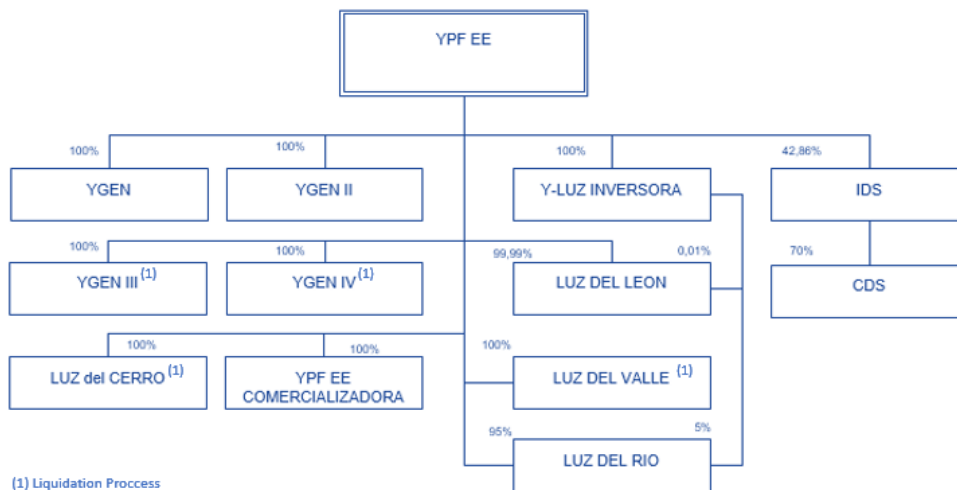 YPF EE
100%
100%
100%
42,86%
YGEN
YGEN II
Y-LUZ INVERSORA
IDS
100%
100%
99,99%
0,01%
70%
YGEN III (1)
YGEN IV (1)
LUZ DEL LEON
CDS
100%
100%
100%
LUZ del CERRO (1)
YPF EE
COMERCIALIZADORA
LUZ DEL VALLE (1)
95%
5%
LUZ DEL RIO
(1) Liquidation Proccess